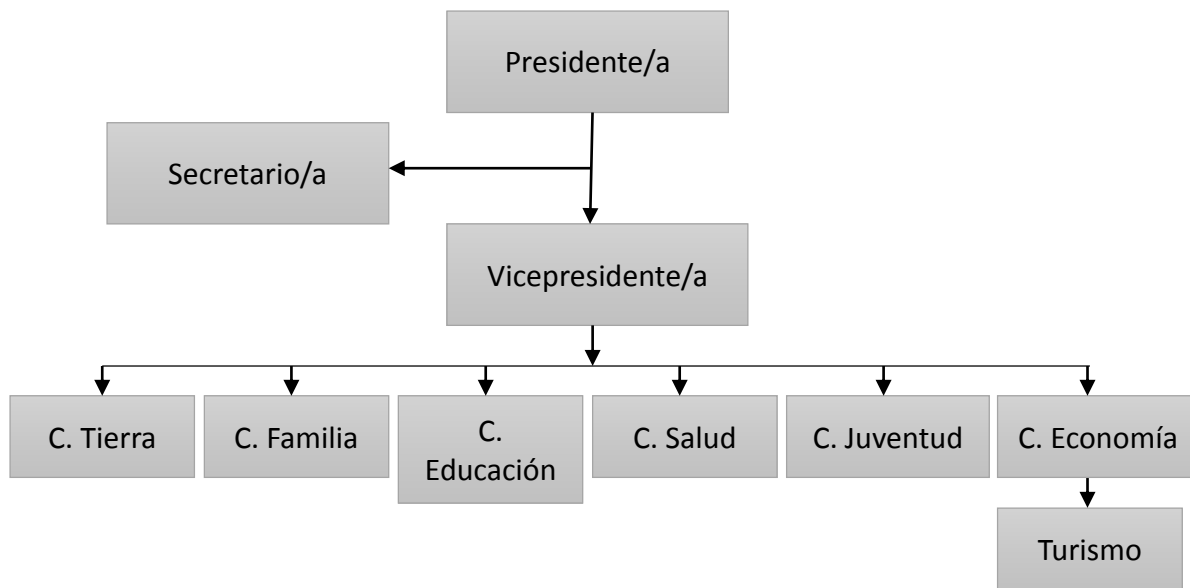 Presidente/a
Secretario/a
Vicepresidente/a
C. Tierra
C. Familia
C.
Educación
C. Salud
C. Juventud
C. Economía
Turismo